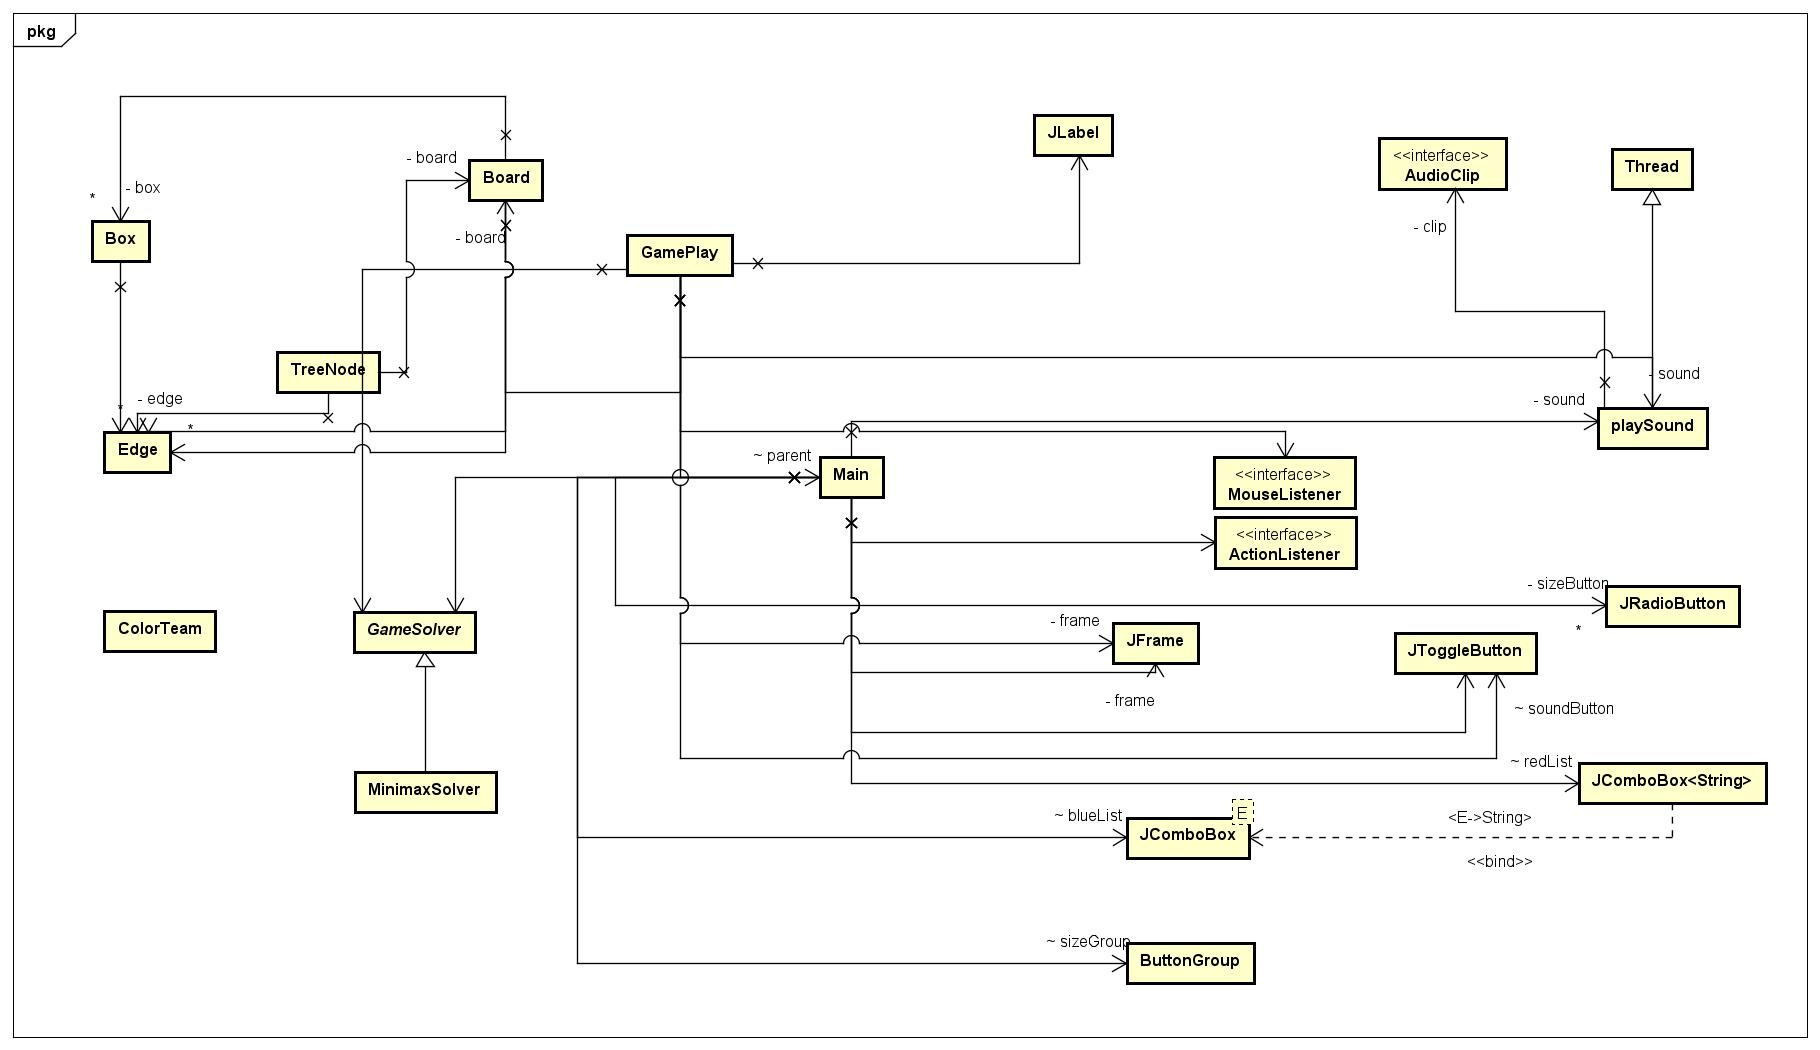 pkg
JLabel
<<interface>>
AudioClip
Thread
- board
Board
- box
*
Box
- clip
- board
GamePlay
TreeNode
- sound
- edge
*
- sound
*
Edge
playSound
~ parent
Main
<<interface>>
MouseListener
<<interface>>
ActionListener
- sizeButton
JRadioButton
*
ColorTeam
GameSolver
- frame
JFrame
JToggleButton
- frame
~ soundButton
~ redList
JComboBox<String>
MinimaxSolver
~ blueList
E
JComboBox
<E->String>
<<bind>>
~ sizeGroup
ButtonGroup